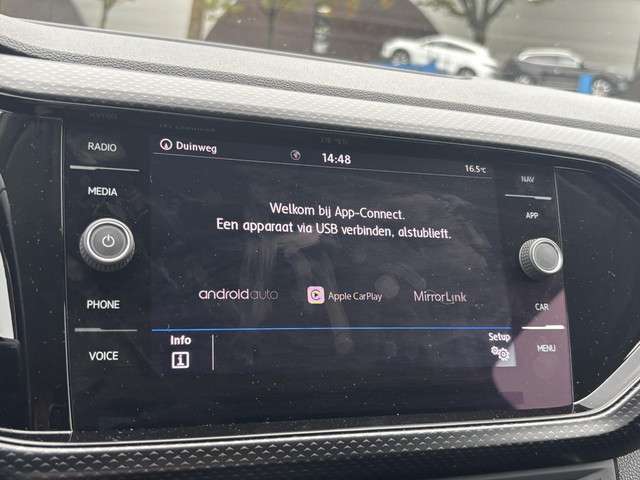 RADIO
MEDIA
PHONE
VOICE
Duinweg
14:48
16.5°C
Welkom bij App-Connect.
Een apparaat via USB verbinden, alstublieft.
androidauto
Apple CarPlay
MirrorLink
Info
Setup
NAV
APP
CAR
MENU